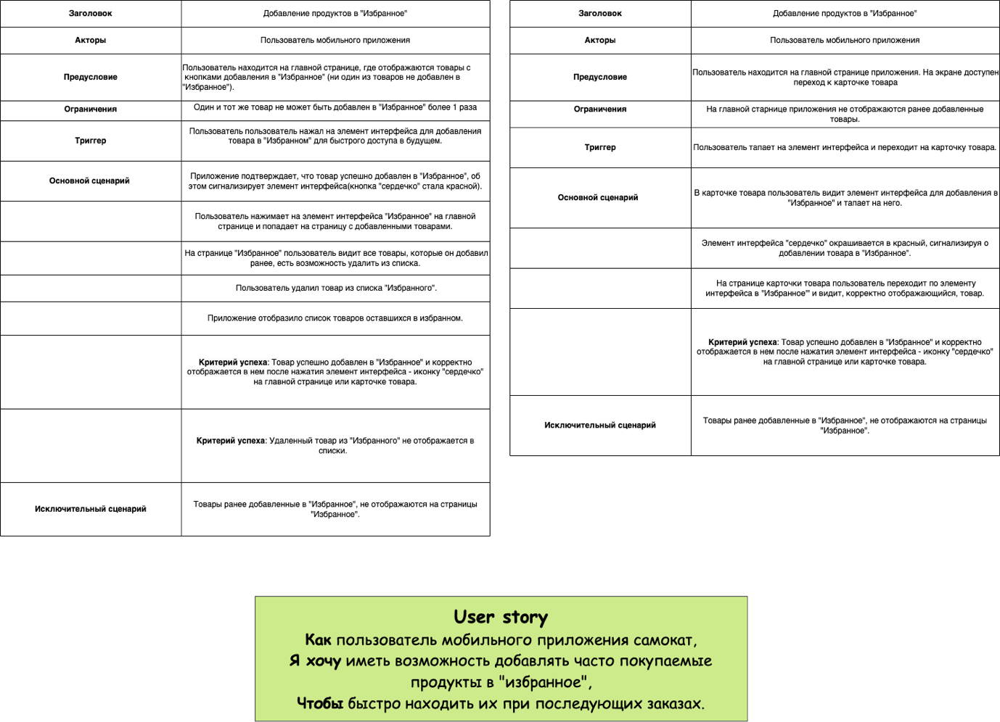 Заголовок
Добавление продуктов в "Избранное"
Акторы
Пользователь мобильного приложения
Предусловие
Пользователь находится на главной странице, где отображаются товары с
кнопками добавления в "Избранное" (ни один из товаров не добавлен в
"Избранное").
Ограничения
Один и тот же товар не может быть добавлен в "Избранное" более 1 раза
Триггер
Пользователь пользователь нажал на элемент интерфейса для добавления
товара в "Избранном" для быстрого доступа в будущем.
Основной сценарий
Приложение подтверждает, что товар успешно добавлен в "Избранное", об
этом сигнализирует элемент интерфейса(кнопка "сердечко" стала красной).
Пользователь нажимает на элемент интерфейса "Избранное" на главной
странице и попадает на страницу с добавленными товарами.
На странице "Избранное" пользователь видит все товары, которые он добавил
ранее, есть возможность удалить из списка.
Пользователь удалил товар из списка "Избранного".
Приложение отобразило список товаров оставшихся в избранном.
Критерий успеха: Товар успешно добавлен в "Избранное" и корректно
отображается в нем после нажатия элемент интерфейса - иконку "сердечко"
на главной странице или карточке товара.
Критерий успеха: Удаленный товар из "Избранного" не отображается в
списки.
Исключительный сценарий
Товары ранее добавленные в "Избранное", не отображаются на страницы
"Избранное".
Заголовок
Добавление продуктов в "Избранное"
Акторы
Пользователь мобильного приложения
Предусловие
Пользователь находится на главной странице приложения. На экране доступен
переход к карточке товара
Ограничения
На главной старнице приложения не отображаются ранее добавленные
товары.
Триггер
Пользователь тапает на элемент интерфейса и переходит на карточку товара.
Основной сценарий
В карточке товара пользователь видит элемент интерфейса для добавления в
"Избранное" и тапает на него.
Элемент интерфейса "сердечко" окрашивается в красный, сигнализируя о
добавлении товара в "Избранное".
На странице карточки товара пользователь переходит по элементу
интерфейса в "Избранное'" и видит, корректно отображающийся, товар.
Критерий успеха: Товар успешно добавлен в "Избранное" и корректно
отображается в нем после нажатия элемент интерфейса - иконку "сердечко"
на главной странице или карточке товара.
Исключительный сценарий
Товары ранее добавленные в "Избранное", не отображаются на страницы
"Избранное".
User story
Как пользователь мобильного приложения самокат,
Я хочу иметь возможность добавлять часто покупаемые
продукты в "избранное",
Чтобы быстро находить их при последующих заказах.